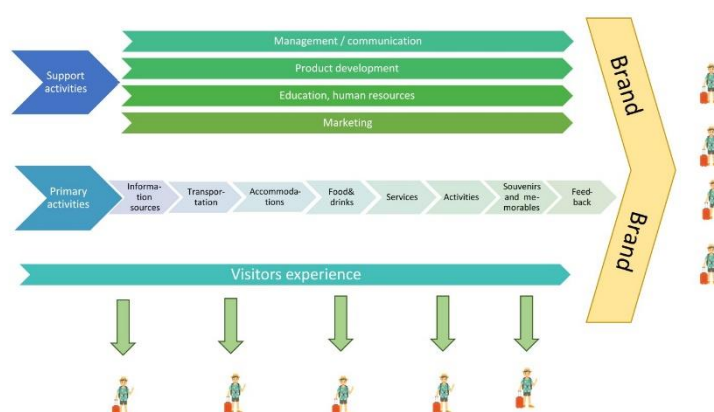 Management / communication
Support
activities
Product development
Education, human resources
Marketing
Brand
Primary
activities
Informa-
tion
sources
Transpor-
tation
Accommoda-
tions
Food&
drinks
Services
Activities
Souvenirs
and me-
morables
Feed-
back
Brand
Visitors experience